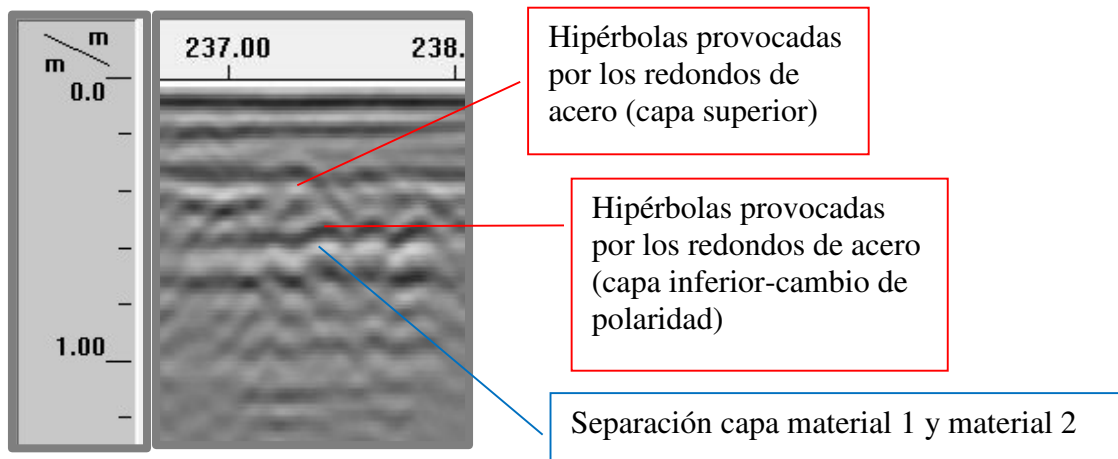 m
m
0.0
1.00
237.00 238.
Hipérbolas provocadas
por los redondos de
acero (capa superior)
Hipérbolas provocadas
por los redondos de acero
(capa inferior-cambio de
polaridad)
Separación capa material 1 y material 2